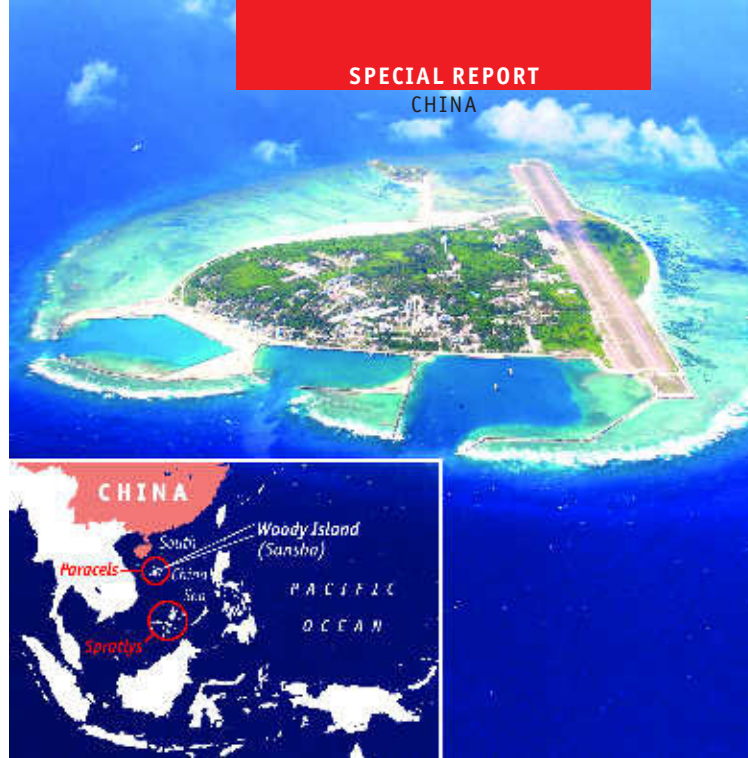 SPECIAL REPORT
CHINA
CHINA
South
China
Sea
Woody Island
(Sansha)
Paracels
Spratlys
PACIFIC
OCEAN